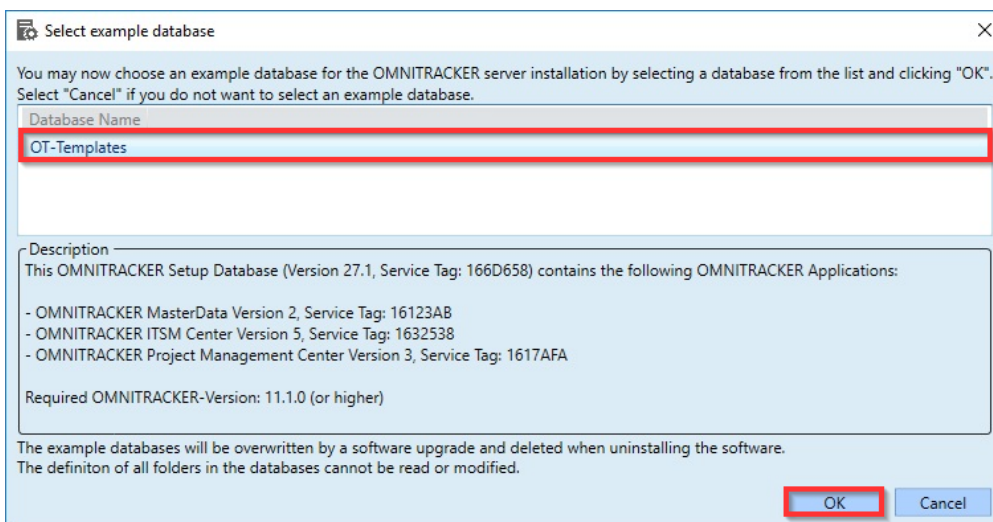 Select example database
You may now choose an example database for the OMNITRACKER server installation by selecting a database from the list and clicking "OK".
Select "Cancel" if you do not want to select an example database.
Database Name
OT-Templates
Description
This OMNITRACKER Setup Database (Version 27.1, Service Tag: 166D658) contains the following OMNITRACKER Applications:
- OMNITRACKER MasterData Version 2, Service Tag: 16123AB
- OMNITRACKER ITSM Center Version 5, Service Tag: 1632538
- OMNITRACKER Project Management Center Version 3, Service Tag: 1617AFA
Required OMNITRACKER-Version: 11.1.0 (or higher)
The example databases will be overwritten by a software upgrade and deleted when uninstalling the software.
The definiton of all folders in the databases cannot be read or modified.
OK Cancel